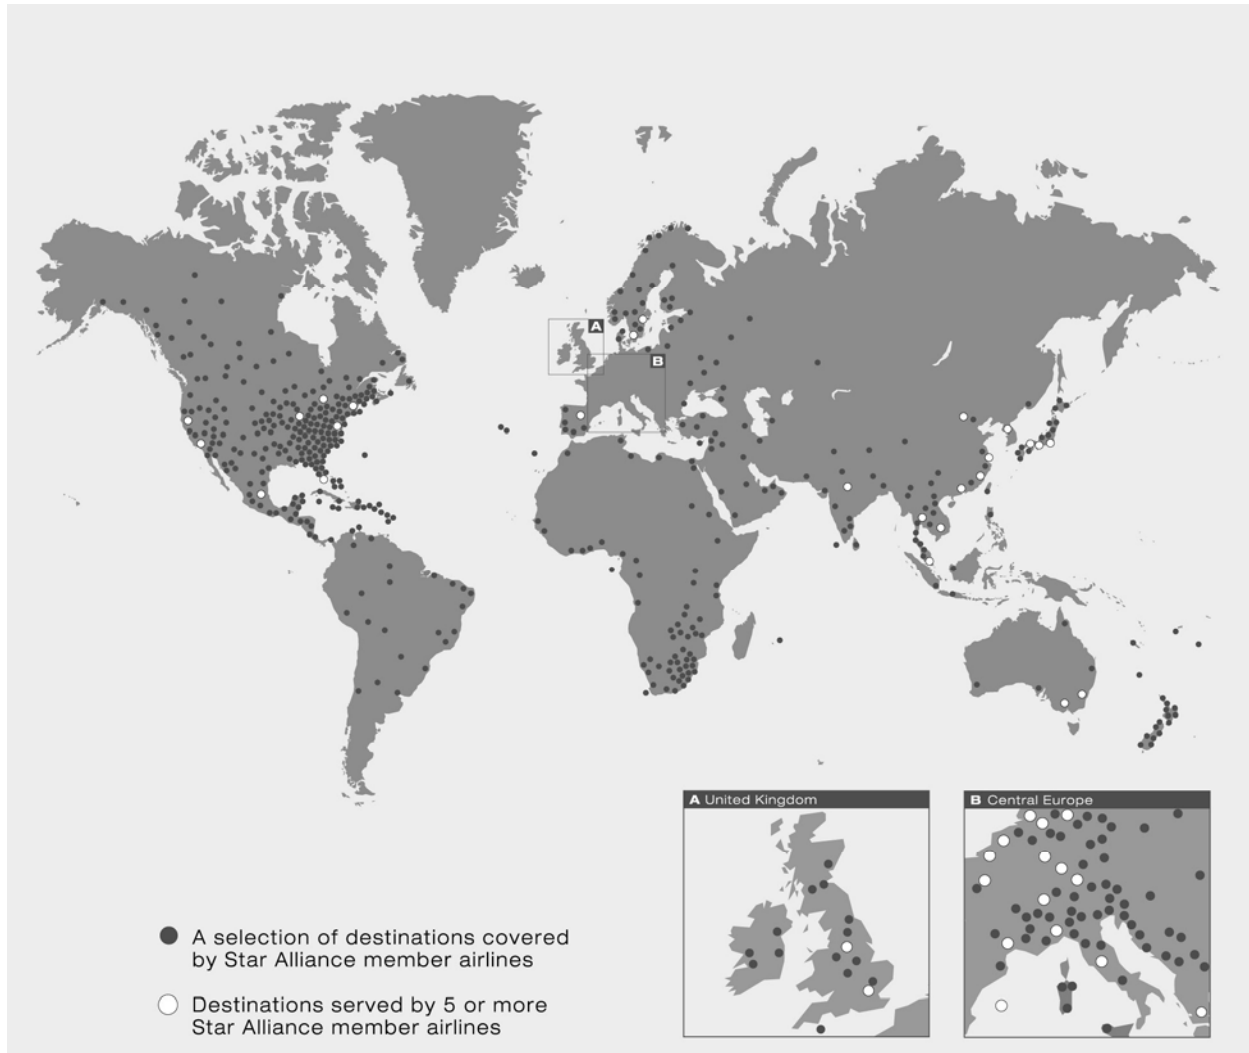 A
B
A United Kingdom
B Central Europe
A selection of destinations covered
by Star Alliance member airlines
Destinations served by 5 or more
Star Alliance member airlines